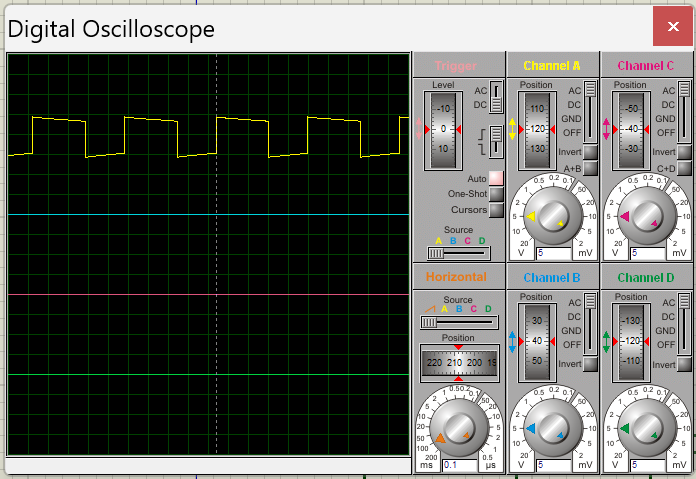 Digital Oscilloscope
Trigger
Level
AC
DC
-10
0
10
Auto
One-Shot
Cursors
Source
A B C D
Channel A
Position
110
120
130
AC
DC
GND
OFF
Invert
A+B
0.2 0.1
0.5 50
1 20
2 10
5 5
10 2
20
V 5 mV
Channel C
Position
-50
-40
-30
AC
DC
GND
OFF
Invert
C+D
0.2 0.1
0.5 50
1 20
2 10
5 5
10 2
20
V 5 mV
Horizontal
Source
A B C D
Position
220 210 200 19
0.5 0.2
1 0.1
2 50
5 20
10 10
20 5
50 2
100 1
200 0.5
ms 0.1 µs
Channel B
Position
30
40
50
AC
DC
GND
OFF
Invert
0.2 0.1
0.5 50
1 20
2 10
5 5
10 2
20
V 5 mV
Channel D
Position
-130
-120
-110
AC
DC
GND
OFF
Invert
0.2 0.1
0.5 50
1 20
2 10
5 5
10 2
20
V 5 mV